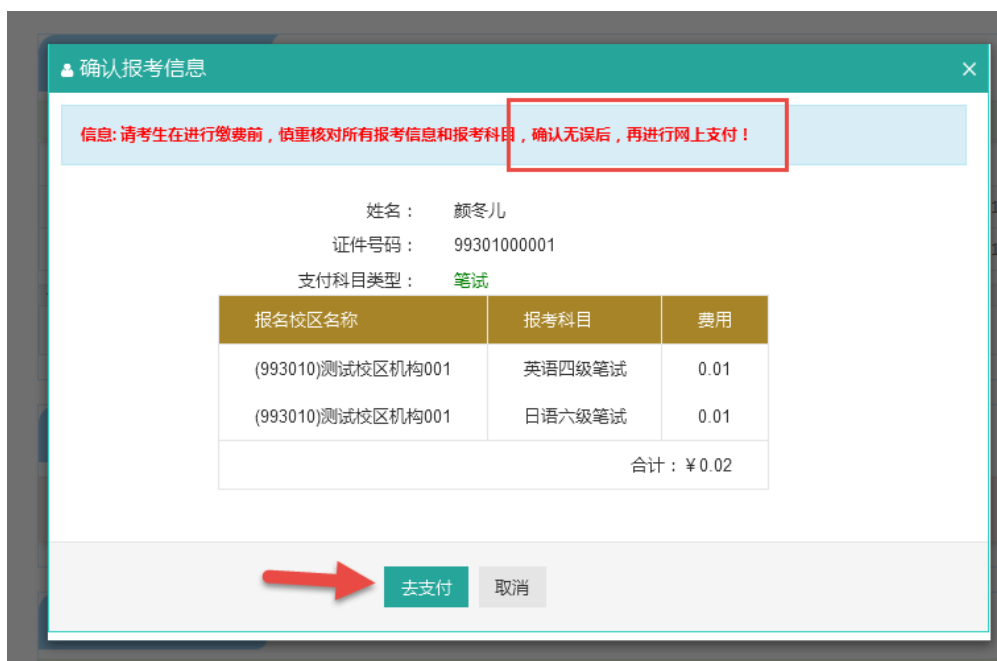 确认报考信息 ×
信息: 请考生在进行缴费前，慎重核对所有报考信息和报考科目，确认无误后，再进行网上支付！
姓名： 颜冬儿
证件号码： 99301000001
支付科目类型： 笔试
报名校区名称 报考科目 费用
(993010)测试校区机构001 英语四级笔试 0.01
(993010)测试校区机构001 日语六级笔试 0.01
合计：￥0.02
去支付 取消